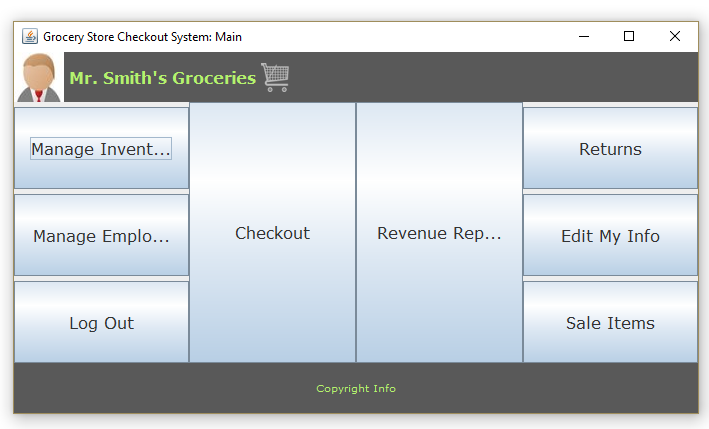 Grocery Store Checkout System: Main
Mr. Smith's Groceries
Manage Invent...
Manage Emplo...
Log Out
Checkout
Revenue Rep...
Returns
Edit My Info
Sale Items
Copyright Info